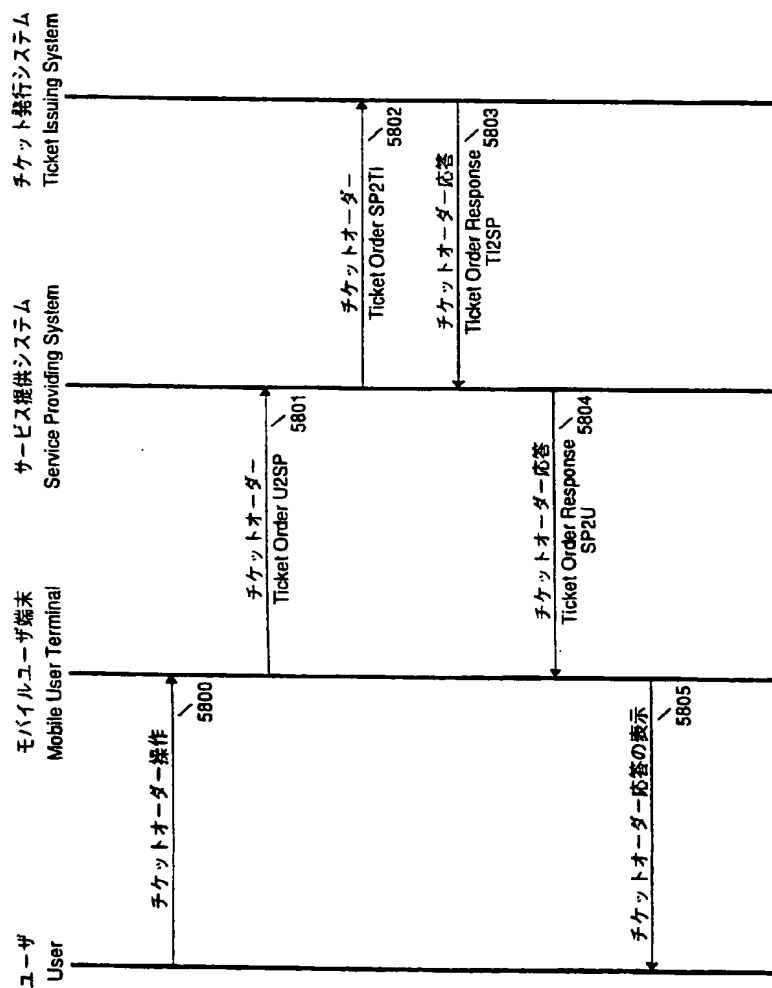 ユーザ
User
モバイルユーザ端末
Mobile User Terminal
サービス提供システム
Service Providing System
チケット発行システム
Ticket Issuing System
チケットオーダー操作
5800
チケットオーダー
Ticket Order U2SP
5801
チケットオーダー
Ticket Order SP2TI
5802
チケットオーダー応答
Ticket Order Response
TI2SP
5803
チケットオーダー応答
Ticket Order Response
SP2U
5804
チケットオーダー応答の表示
5805